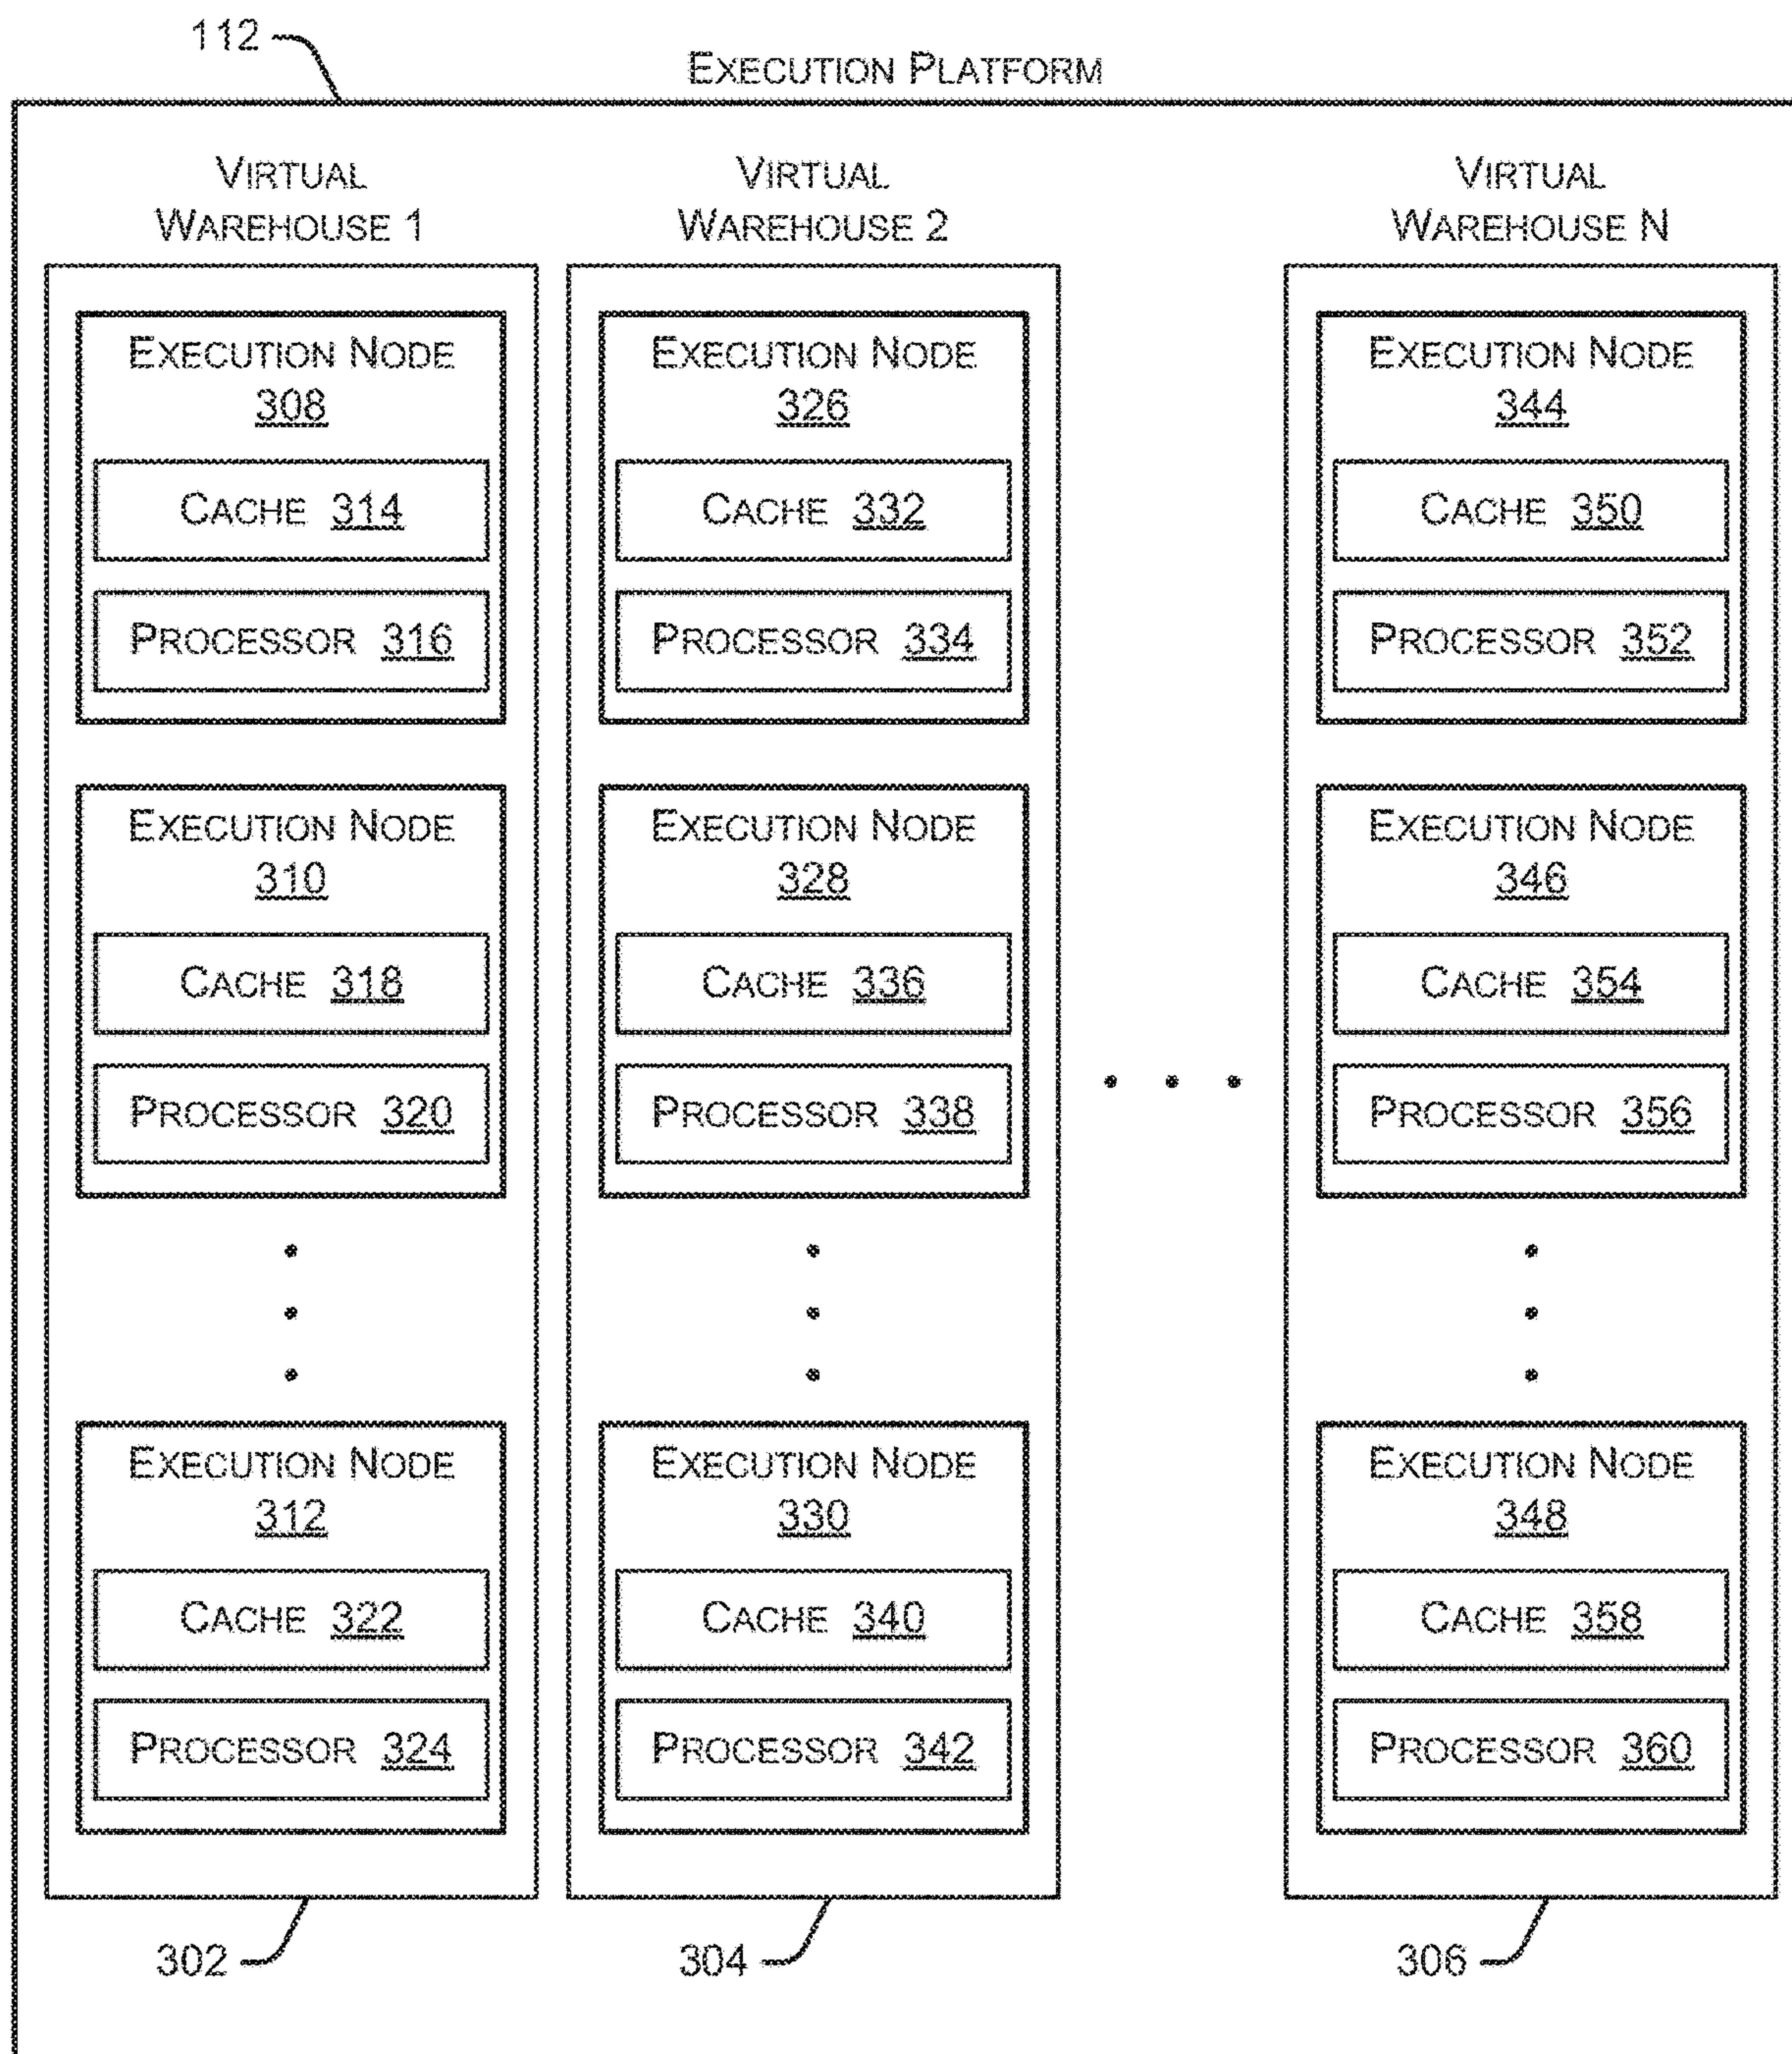 112
EXECUTION PLATFORM
VIRTUAL
WAREHOUSE 1
EXECUTION NODE
308
CACHE 314
PROCESSOR 316
EXECUTION NODE
310
CACHE 318
PROCESSOR 320
EXECUTION NODE
312
CACHE 322
PROCESSOR 324
302
VIRTUAL
WAREHOUSE 2
EXECUTION NODE
326
CACHE 332
PROCESSOR 334
EXECUTION NODE
328
CACHE 336
PROCESSOR 338
EXECUTION NODE
330
CACHE 340
PROCESSOR 342
304
VIRTUAL
WAREHOUSE N
EXECUTION NODE
344
CACHE 350
PROCESSOR 352
EXECUTION NODE
346
CACHE 354
PROCESSOR 356
EXECUTION NODE
348
CACHE 358
PROCESSOR 360
306